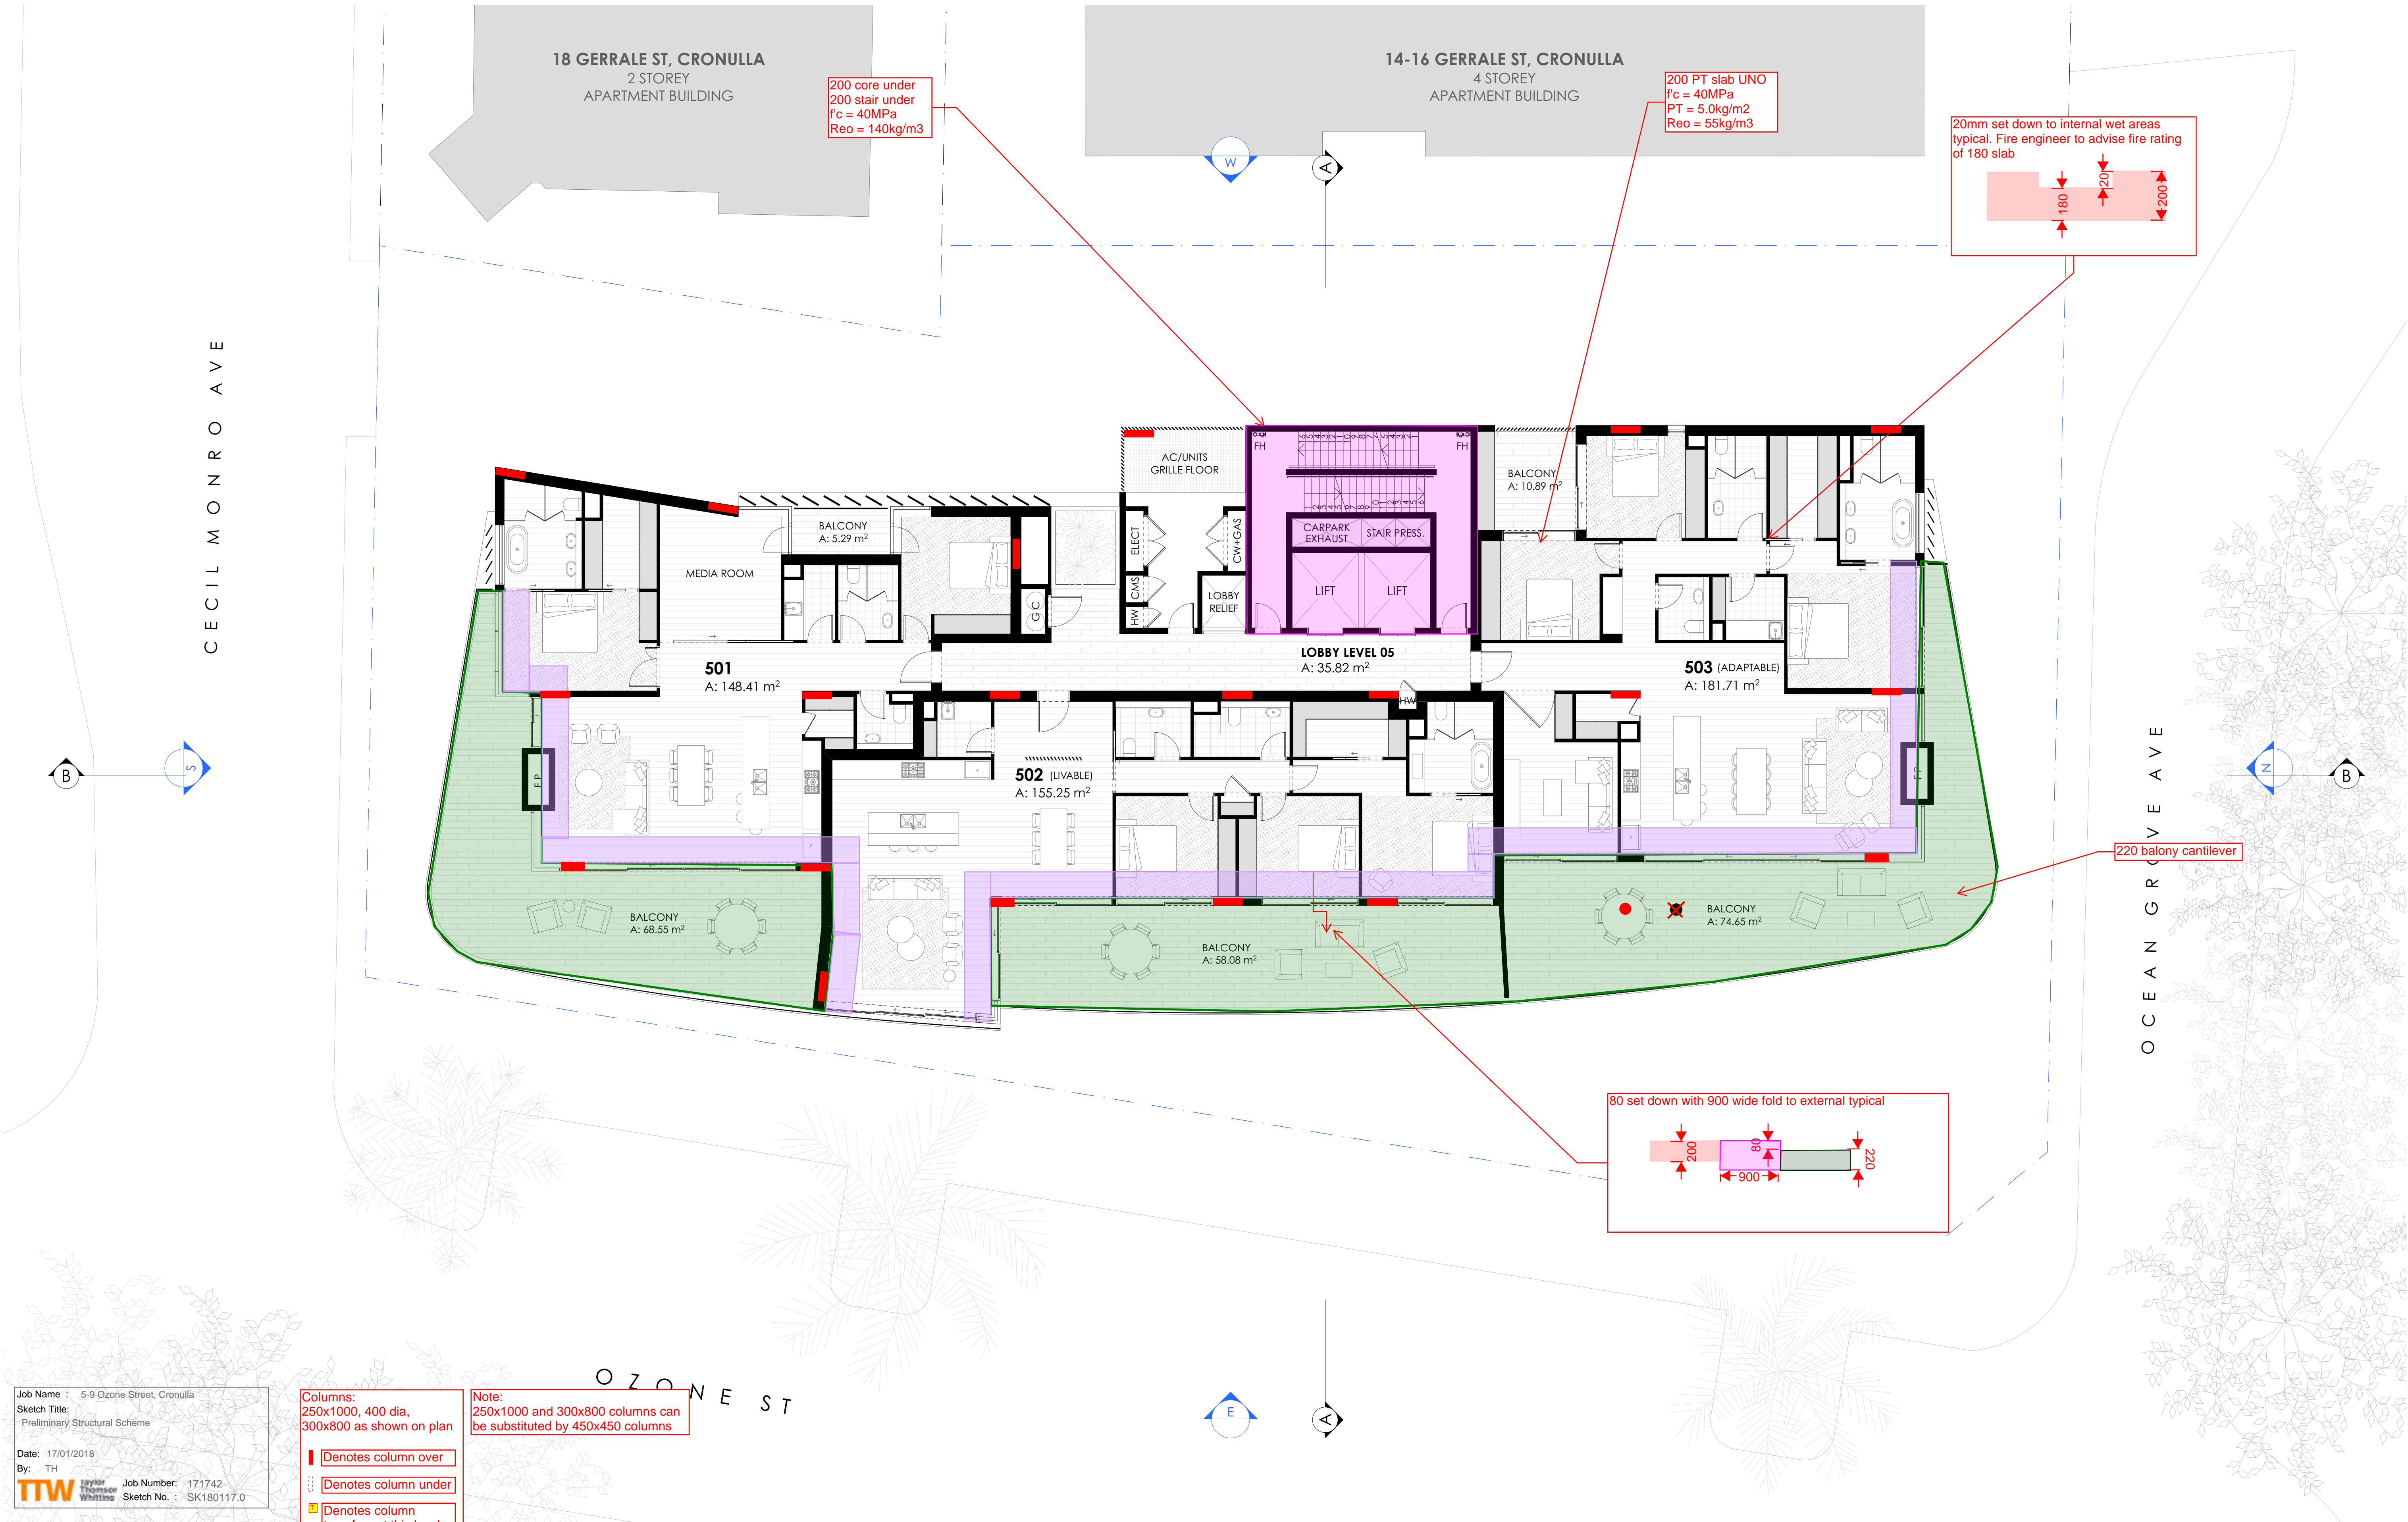 18 GERRALE ST, CRONULLA
2 STOREY
APARTMENT BUILDING
14-16 GERRALE ST, CRONULLA
4 STOREY
APARTMENT BUILDING
200 core under
200 stair under
f'c = 40MPa
Reo = 140kg/m3
200 PT slab UNO
f'c = 40MPa
PT = 5.0kg/m2
Reo = 55kg/m3
20mm set down to internal wet areas
typical. Fire engineer to advise fire rating
of 180 slab
180
20
200
W
A
CECIL MONRO AVE
AC/UNITS
GRILLE FLOOR
FH
FH
BALCONY
A: 10.89 m²
BALCONY
A: 5.29 m²
MEDIA ROOM
ELECT
CW+GAS
CMS
HW
G C
LOBBY
RELIEF
CARPARK
EXHAUST
STAIR PRESS.
LIFT
LIFT
LOBBY LEVEL 05
A: 35.82 m²
501
A: 148.41 m²
503 (ADAPTABLE)
A: 181.71 m²
HW
502 (LIVABLE)
A: 155.25 m²
F P
F P
B
S
N
B
OCEAN GROVE AVE
220 balony cantilever
BALCONY
A: 68.55 m²
BALCONY
A: 58.08 m²
BALCONY
A: 74.65 m²
80 set down with 900 wide fold to external typical
200
80
220
900
OZONE ST
E
A
Job Name : 5-9 Ozone Street, Cronulla
Sketch Title:
Preliminary Structural Scheme
Date: 17/01/2018
By: TH
TTW Taylor Thomson Whitting
Job Number: 171742
Sketch No. : SK180117.0
Columns:
250x1000, 400 dia,
300x800 as shown on plan
Denotes column over
Denotes column under
T
Denotes column
Note:
250x1000 and 300x800 columns can
be substituted by 450x450 columns